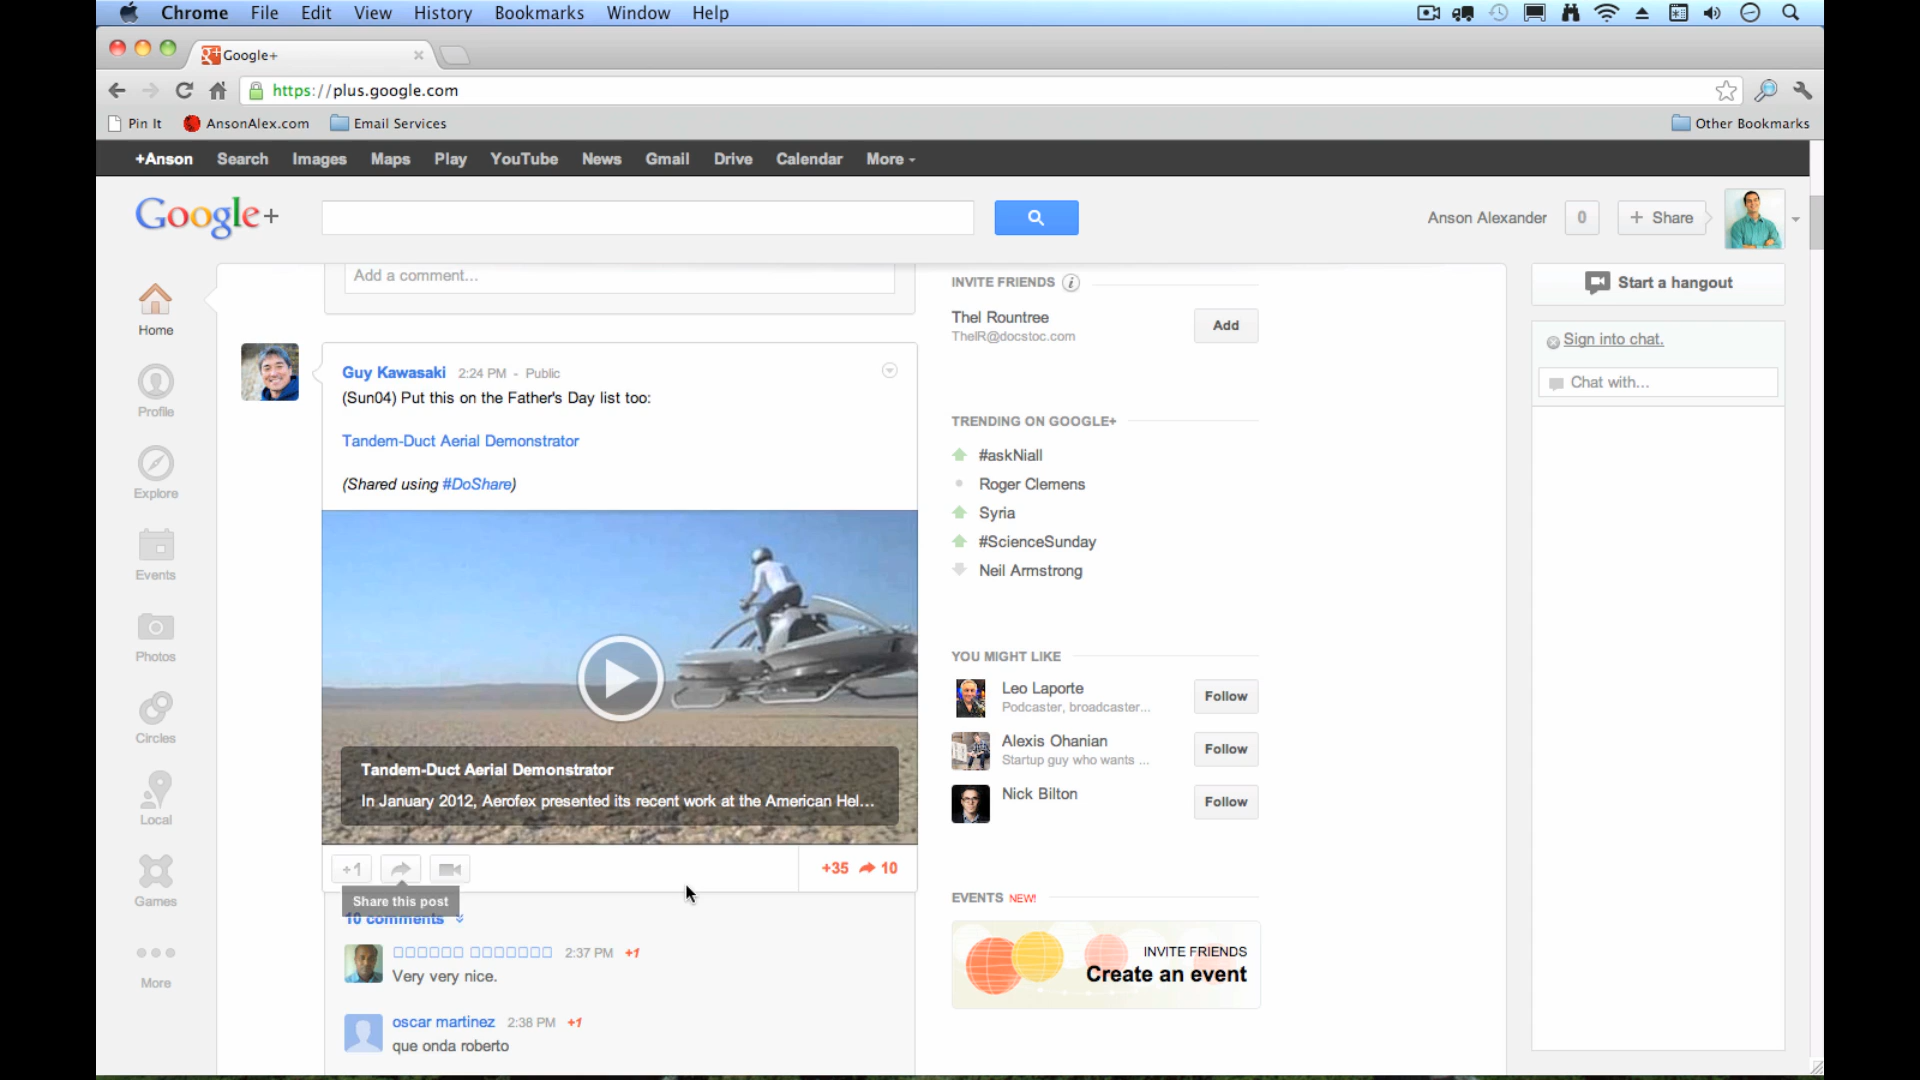 Chrome File Edit View History Bookmarks Window Help
Google+
https://plus.google.com
Pin It AnsonAlex.com Email Services Other Bookmarks
+Anson Search Images Maps Play YouTube News Gmail Drive Calendar More
Google+
Anson Alexander 0 + Share
Home
Profile
Explore
Events
Photos
Circles
Local
Games
More
Add a comment...
Guy Kawasaki 2:24 PM - Public
(Sun04) Put this on the Father's Day list too:
Tandem-Duct Aerial Demonstrator
(Shared using #DoShare)
Tandem-Duct Aerial Demonstrator
In January 2012, Aerofex presented its recent work at the American Hel...
+1
+35 10
Share this post
10 comments
2:37 PM +1
Very very nice.
oscar martinez 2:38 PM +1
que onda roberto
INVITE FRIENDS
Thel Rountree
ThelR@docstoc.com
Add
TRENDING ON GOOGLE+
#askNiall
Roger Clemens
Syria
#ScienceSunday
Neil Armstrong
YOU MIGHT LIKE
Leo Laporte
Podcaster, broadcaster...
Follow
Alexis Ohanian
Startup guy who wants ...
Follow
Nick Bilton
Follow
EVENTS NEW!
INVITE FRIENDS
Create an event
Start a hangout
Sign into chat.
Chat with...